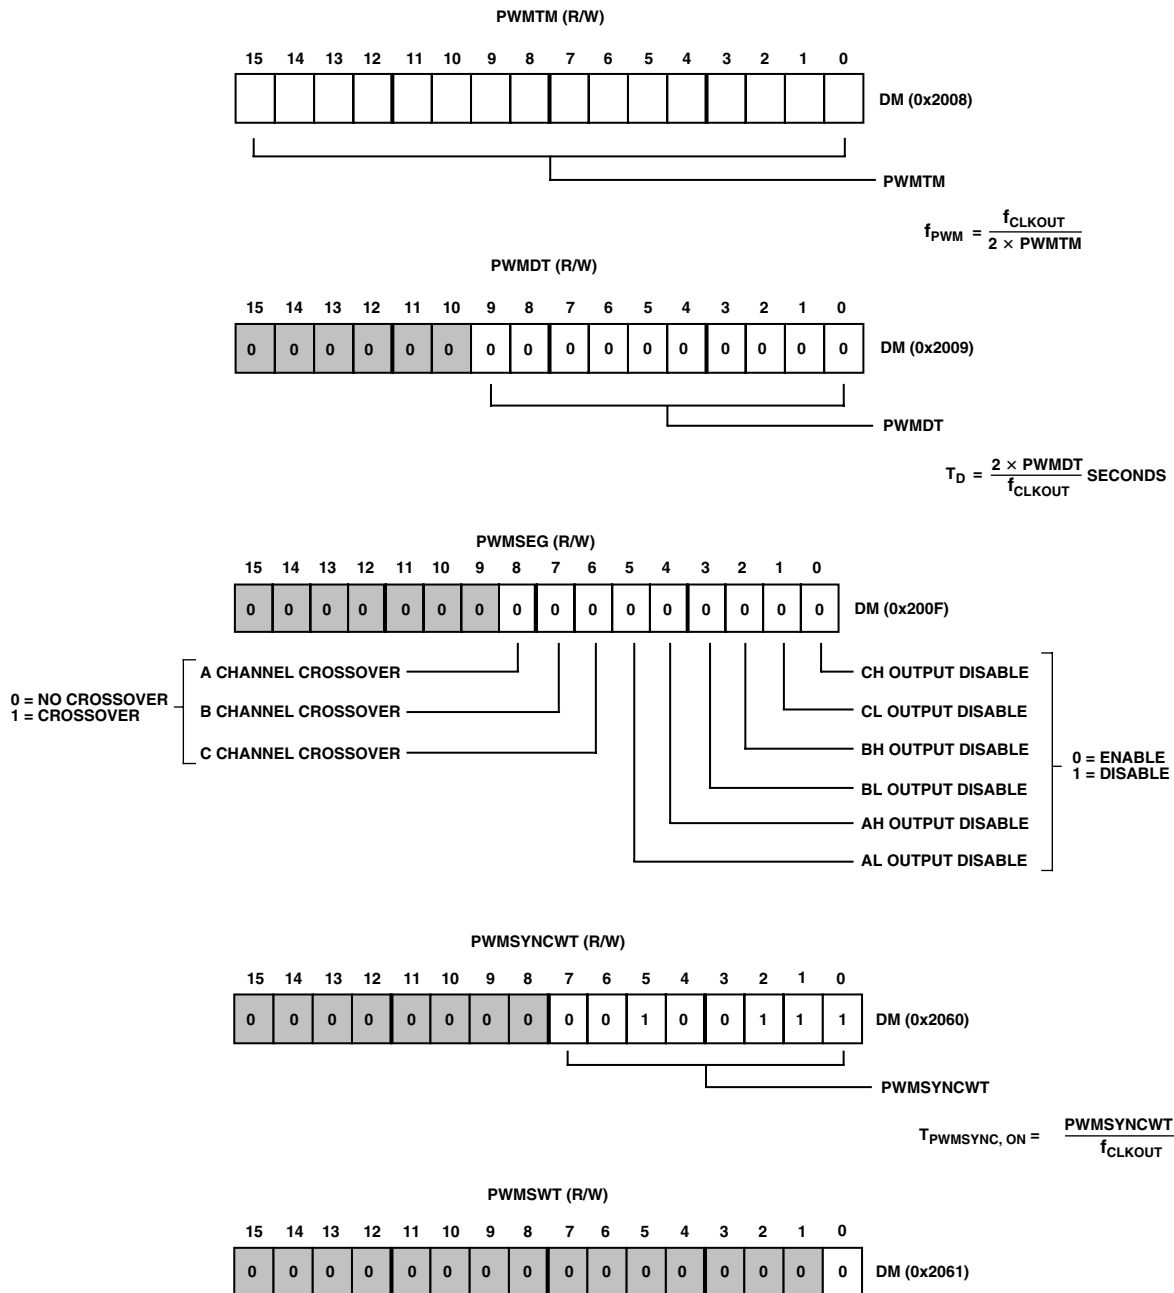 PWMTM (R/W)
15 14 13 12 11 10 9 8 7 6 5 4 3 2 1 0
DM (0x2008)
PWMTM
f_PWM = f_CLKOUT / 2 × PWMTM
PWMDT (R/W)
15 14 13 12 11 10 9 8 7 6 5 4 3 2 1 0
0 0 0 0 0 0 0 0 0 0 0 0 0 0 0 0 DM (0x2009)
PWMDT
T_D = 2 × PWMDT / f_CLKOUT SECONDS
PWMSEG (R/W)
15 14 13 12 11 10 9 8 7 6 5 4 3 2 1 0
0 0 0 0 0 0 0 0 0 0 0 0 0 0 0 0 DM (0x200F)
0 = NO CROSSOVER
1 = CROSSOVER
A CHANNEL CROSSOVER
B CHANNEL CROSSOVER
C CHANNEL CROSSOVER
CH OUTPUT DISABLE
CL OUTPUT DISABLE
BH OUTPUT DISABLE
BL OUTPUT DISABLE
AH OUTPUT DISABLE
AL OUTPUT DISABLE
0 = ENABLE
1 = DISABLE
PWMSYNCWT (R/W)
15 14 13 12 11 10 9 8 7 6 5 4 3 2 1 0
0 0 0 0 0 0 0 0 0 0 1 0 0 1 1 1 DM (0x2060)
PWMSYNCWT
T_PWMSYNC, ON = PWMSYNCWT / f_CLKOUT
PWMSWT (R/W)
15 14 13 12 11 10 9 8 7 6 5 4 3 2 1 0
0 0 0 0 0 0 0 0 0 0 0 0 0 0 0 0 DM (0x2061)